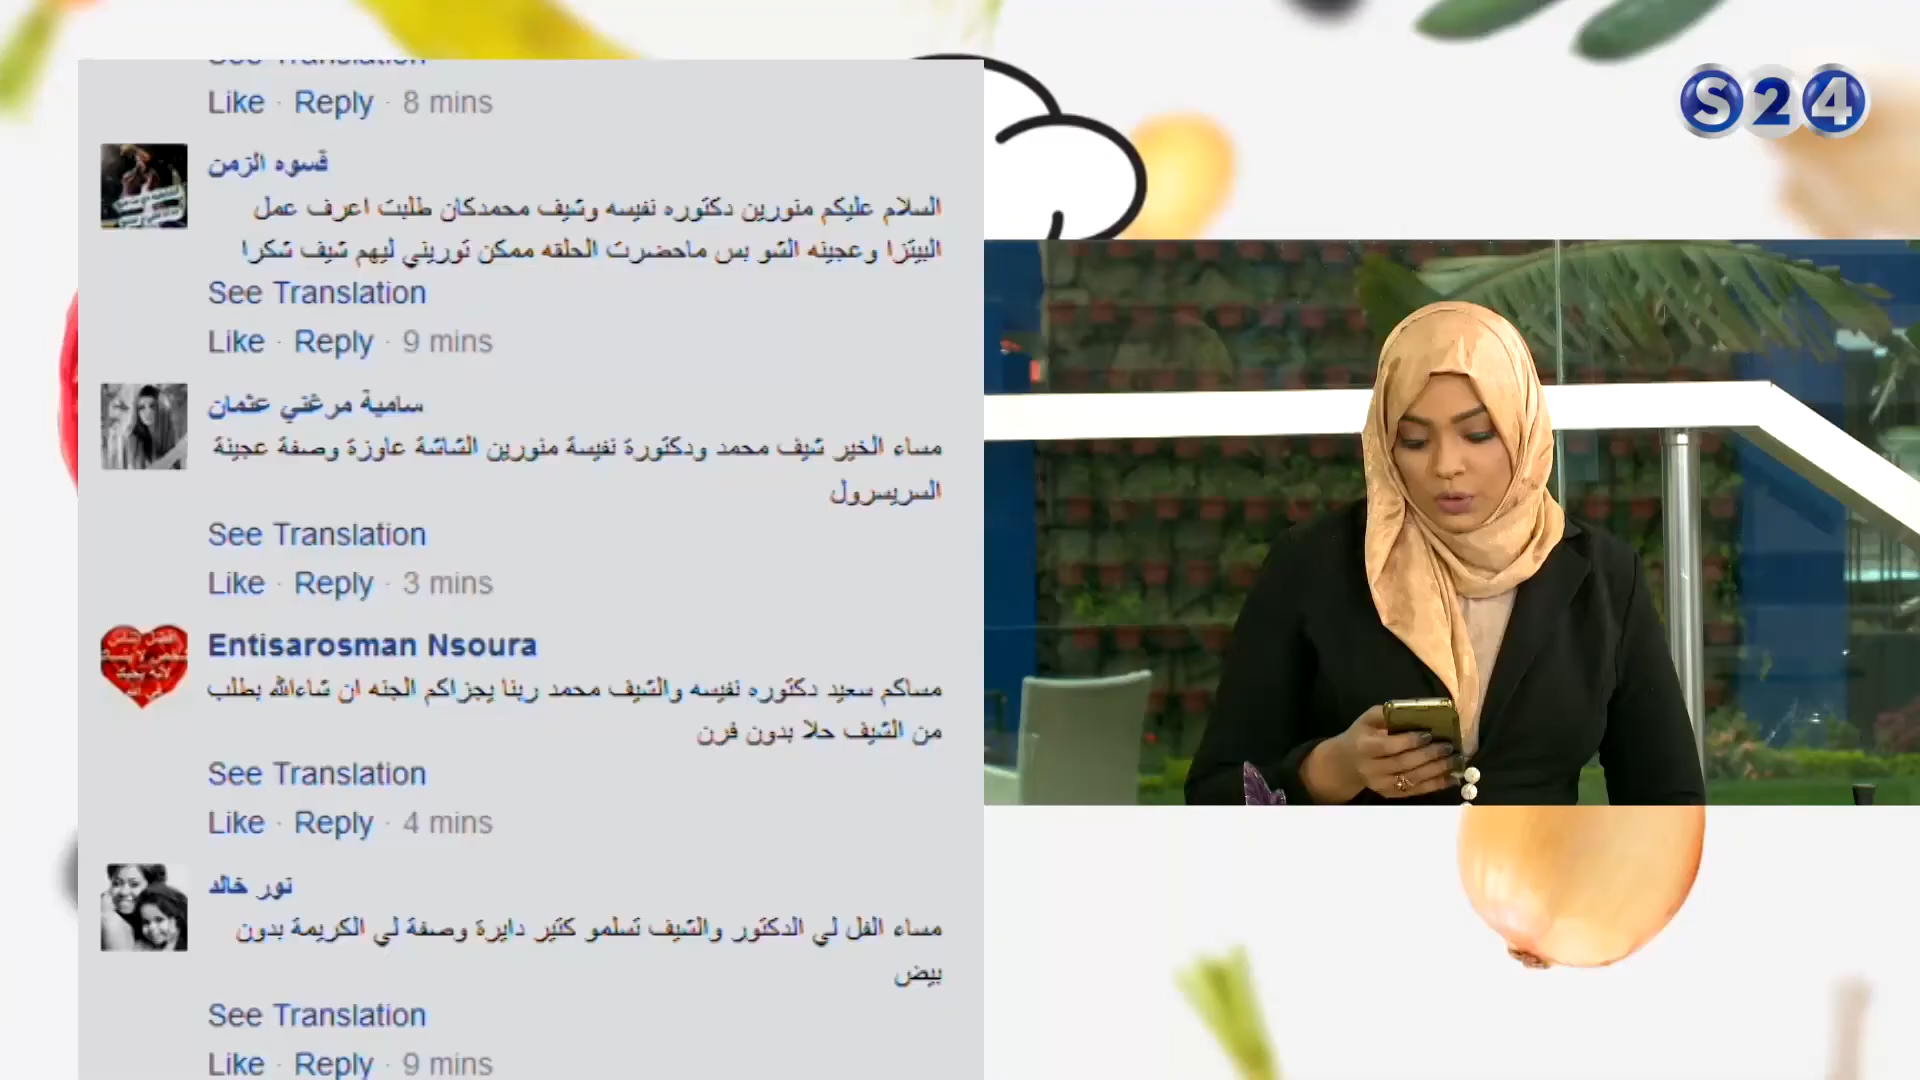 See Translation
Like · Reply · 8 mins
قسوه الزمن
السلام عليكم منورين دكتوره نفيسه وشيف محمدكان طلبت اعرف عمل
البيتزا وعجينه الشو بس ماحضرت الحلقه ممكن توريني ليهم شيف شكرا
See Translation
Like · Reply · 9 mins
سامية مرغني عثمان
مساء الخير شيف محمد ودكتورة نفيسة منورين الشاشة عاوزة وصفة عجينة
السريسرول
See Translation
Like · Reply · 3 mins
Entisarosman Nsoura
مساكم سعيد دكتوره نفيسه والشيف محمد ربنا يجزاكم الجنه ان شاءالله بطلب
من الشيف حلا بدون فرن
See Translation
Like · Reply · 4 mins
نور خالد
مساء الفل لي الدكتور والشيف تسلمو كتير دايرة وصفة لي الكريمة بدون
بيض
See Translation
Like · Reply · 9 mins
S24